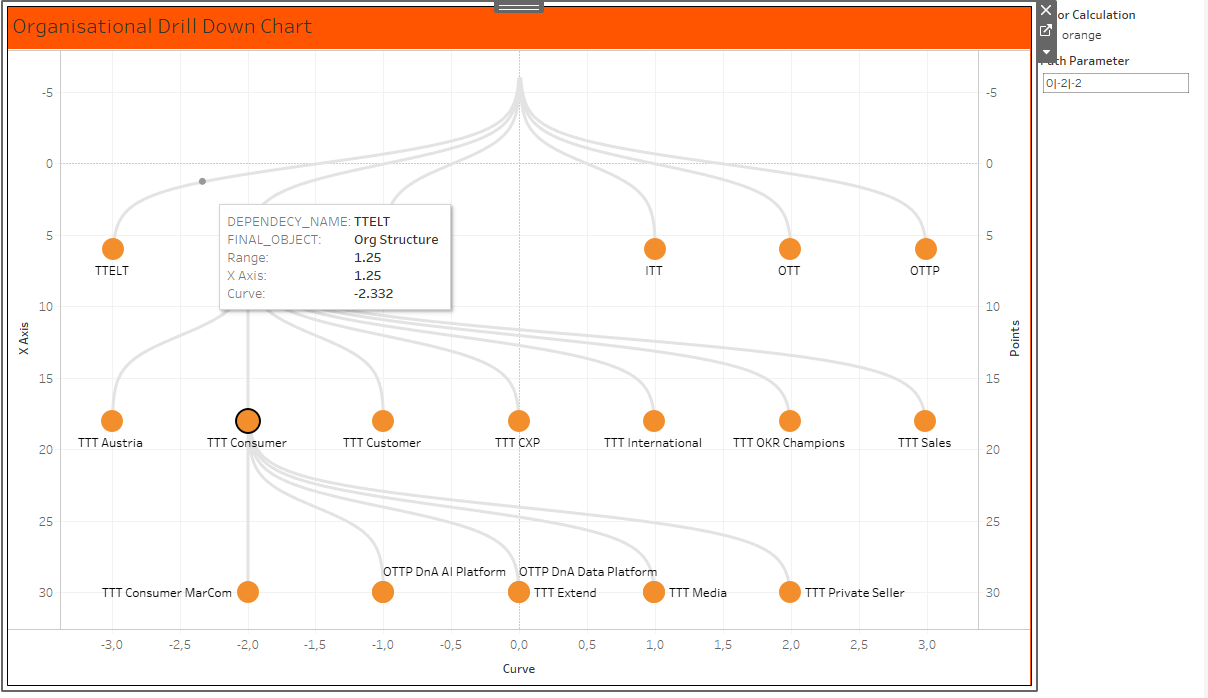 Organisational Drill Down Chart
or Calculation
orange
th Parameter
0|-2|-2
-5 -5
0 0
DEPENDECY_NAME: TTELT
FINAL_OBJECT: Org Structure
Range: 1.25
X Axis: 1.25
Curve: -2.332
5 5
TTELT ITT OTT OTTP
10 10
X Axis
Points
15 15
TTT Austria TTT Consumer TTT Customer TTT CXP TTT International TTT OKR Champions TTT Sales
20 20
25 25
OTTP DnA AI Platform OTTP DnA Data Platform
30 TTT Consumer MarCom TTT Extend TTT Media TTT Private Seller 30
-3,0 -2,5 -2,0 -1,5 -1,0 -0,5 0,0 0,5 1,0 1,5 2,0 2,5 3,0
Curve